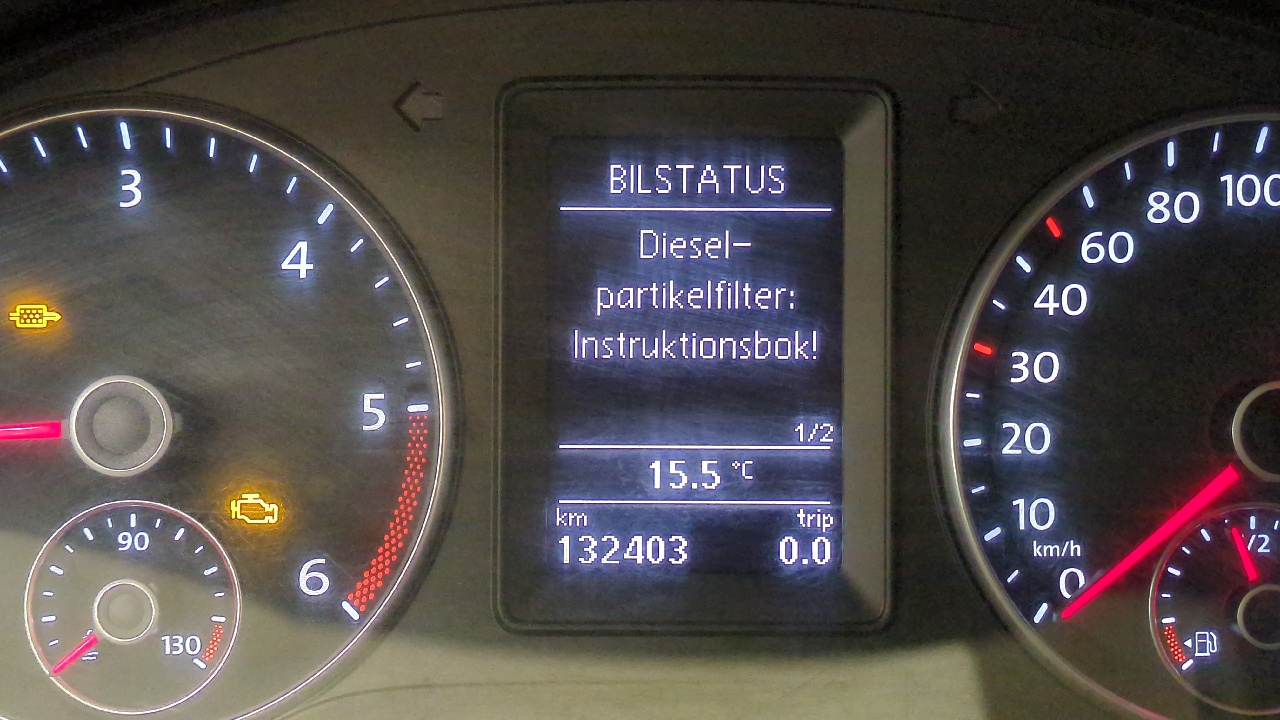 3
4
5
6
90
130
BILSTATUS
Diesel-
partikelfilter:
Instruktionsbok!
1/2
15.5 °C
km trip
132403 0.0
100
80
60
40
30
20
10
km/h
0
1/2